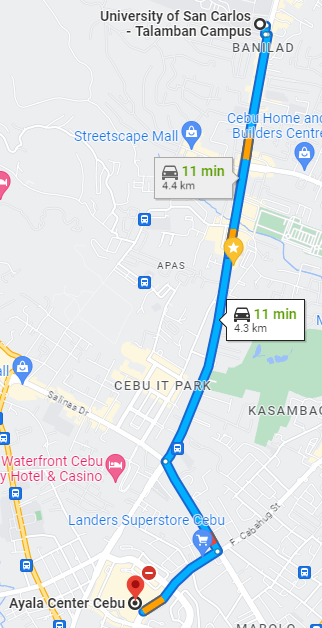 University of San Carlos
- Talamban Campus
BANILAD
Cebu Home and
Builders Centre
Streetscape Mall
11 min
4.4 km
APAS
11 min
4.3 km
all
CEBU IT PARK
Salinas Dr
KASAMBAG
Waterfront Cebu
y Hotel & Casino
Landers Superstore Cebu
F. Cabahug St
Ayala Center Cebu
MABOLO